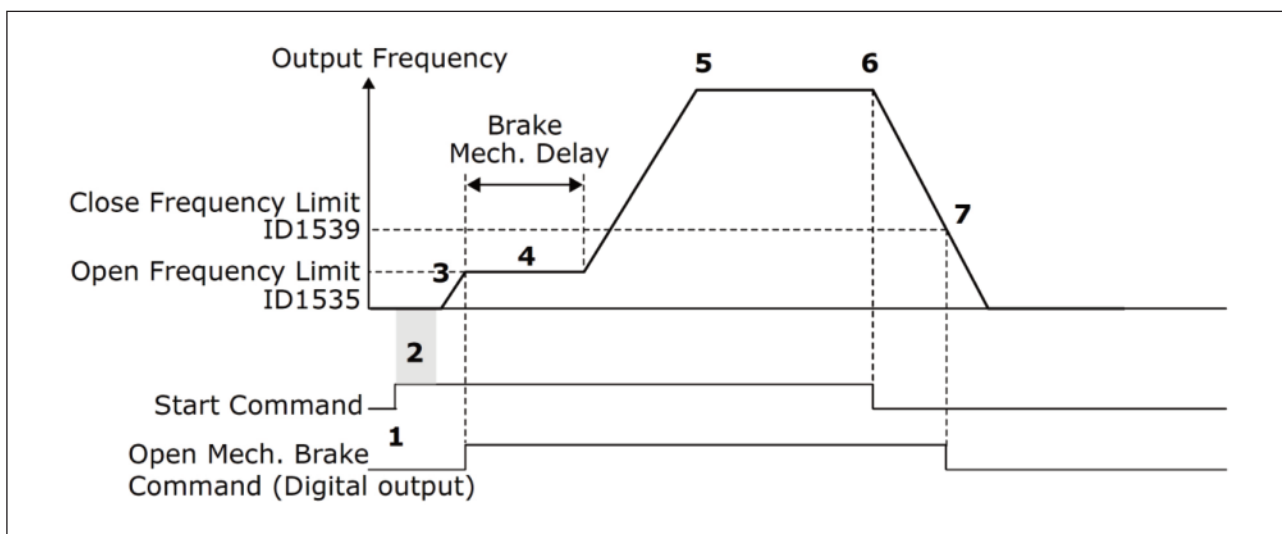 Output Frequency
5
6
Brake
Mech. Delay
Close Frequency Limit
ID1539
7
3
4
Open Frequency Limit
ID1535
2
Start Command
1
Open Mech. Brake
Command (Digital output)